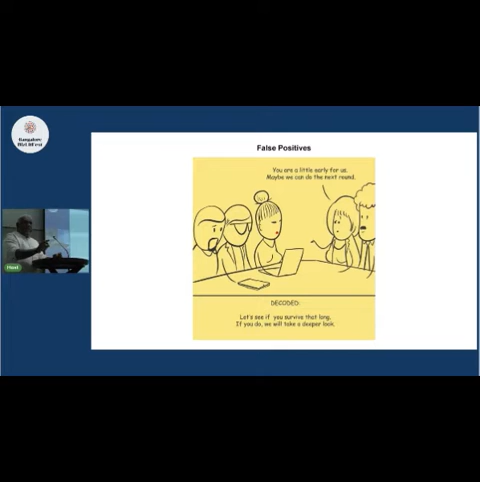 False Positives
You are a little early for us.
Maybe we can do the next round.
DECODED:
Let's see if you survive that long.
If you do, we will take a deeper look.
Host